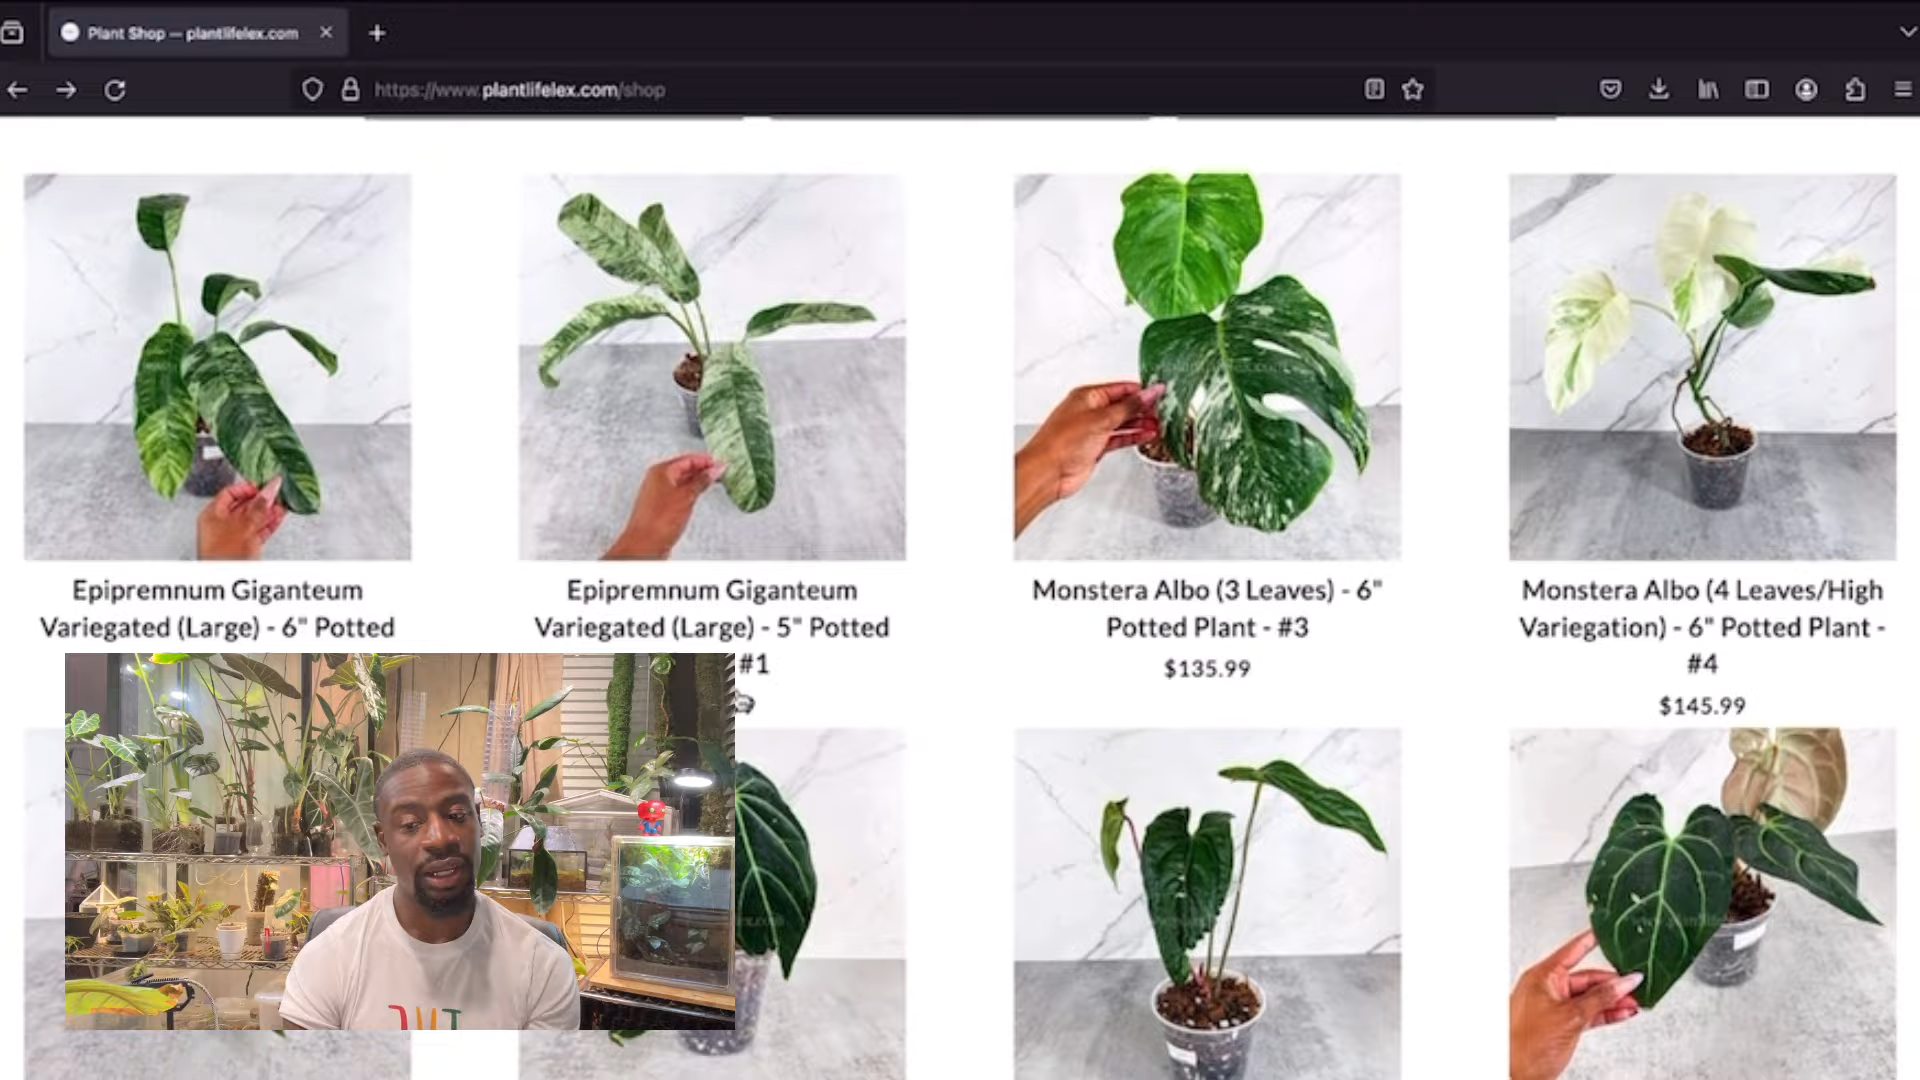 Plant Shop — plantlifelex.com
https://www.plantlifelex.com/shop
Epipremnum Giganteum
Variegated (Large) - 6" Potted
Epipremnum Giganteum
Variegated (Large) - 5" Potted
#1
Monstera Albo (3 Leaves) - 6"
Potted Plant - #3
$135.99
Monstera Albo (4 Leaves/High
Variegation) - 6" Potted Plant -
#4
$145.99